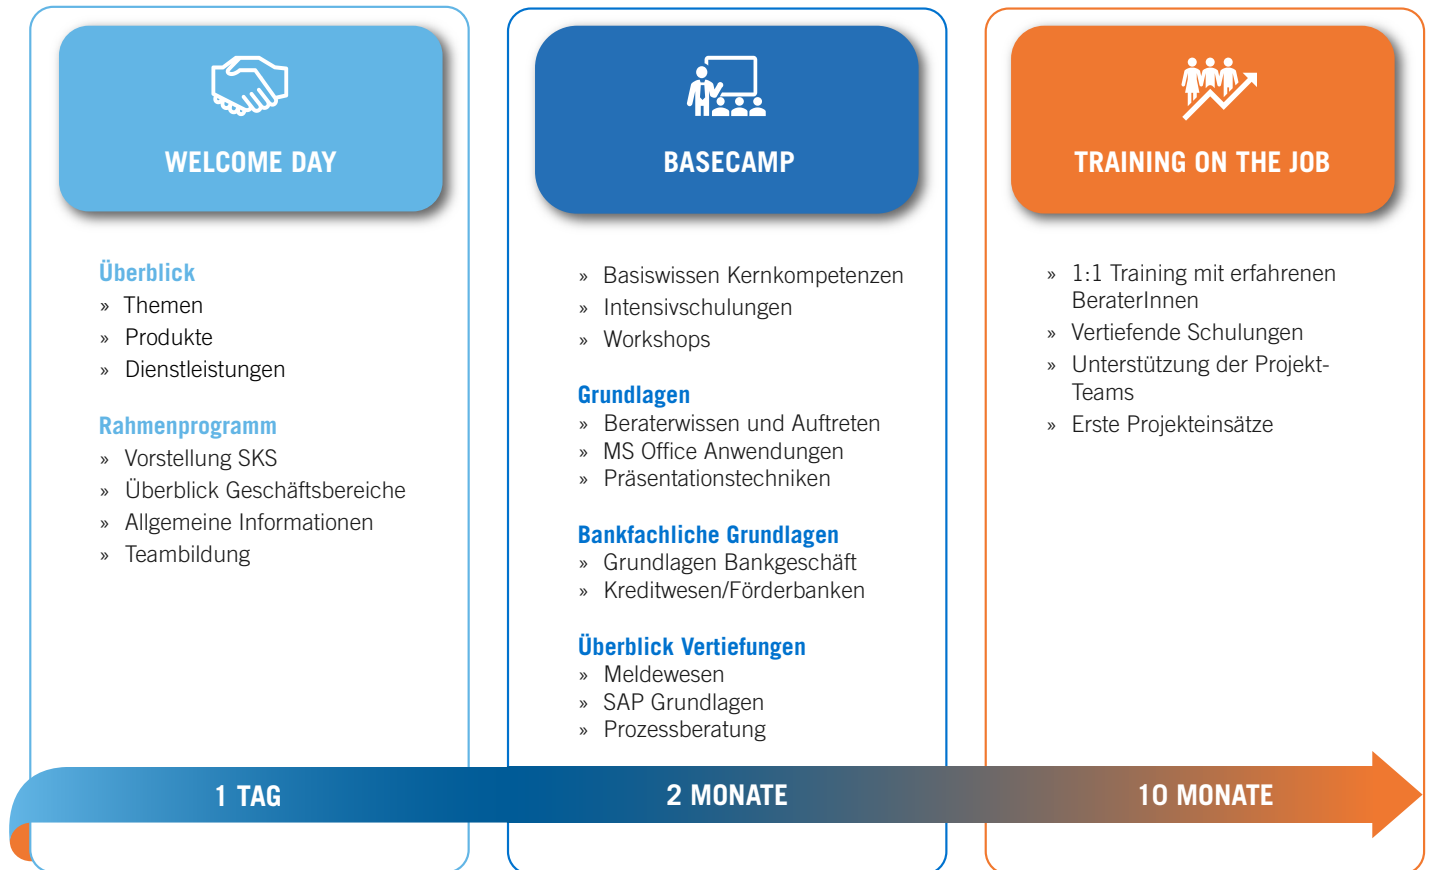 WELCOME DAY
Überblick
» Themen
» Produkte
» Dienstleistungen
Rahmenprogramm
» Vorstellung SKS
» Überblick Geschäftsbereiche
» Allgemeine Informationen
» Teambildung
1 TAG
BASECAMP
» Basiswissen Kernkompetenzen
» Intensivschulungen
» Workshops
Grundlagen
» Beraterwissen und Auftreten
» MS Office Anwendungen
» Präsentationstechniken
Bankfachliche Grundlagen
» Grundlagen Bankgeschäft
» Kreditwesen/Förderbanken
Überblick Vertiefungen
» Meldewesen
» SAP Grundlagen
» Prozessberatung
2 MONATE
TRAINING ON THE JOB
» 1:1 Training mit erfahrenen
BeraterInnen
» Vertiefende Schulungen
» Unterstützung der Projekt-
Teams
» Erste Projekteinsätze
10 MONATE